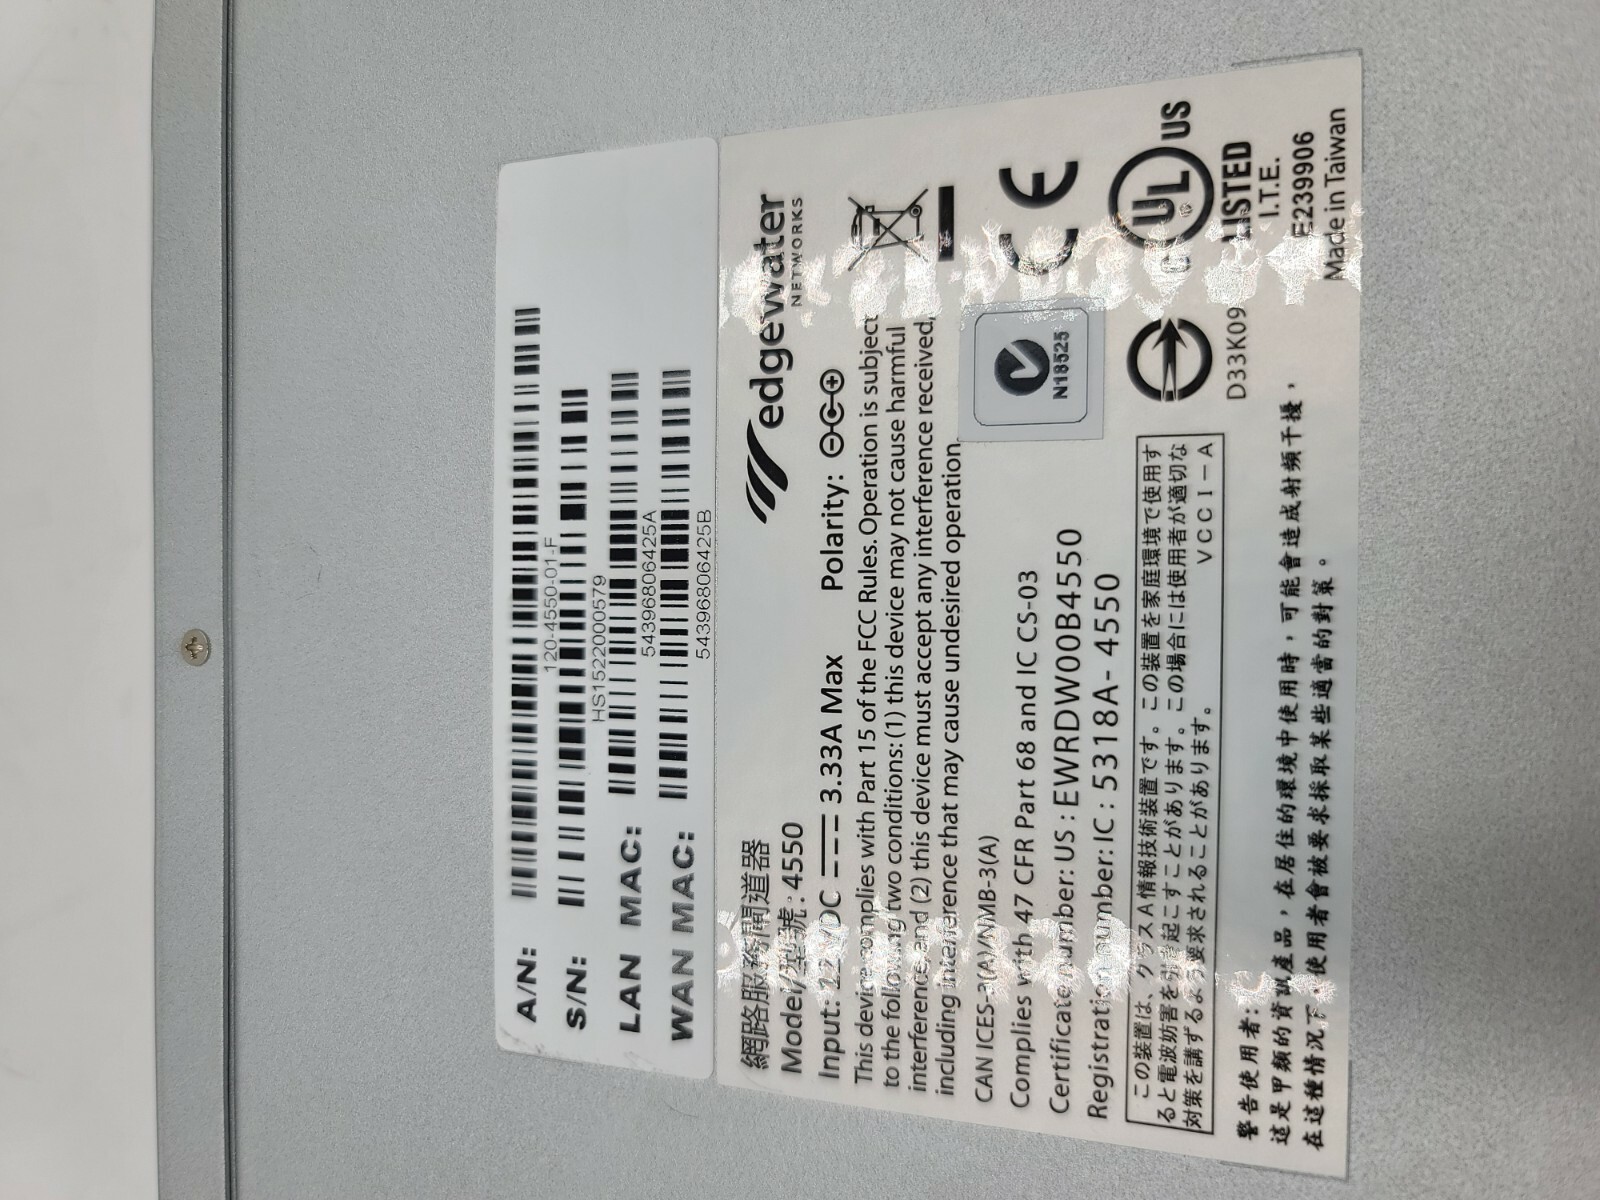 A/N:
120-4550-01-F
S/N:
HS1522000579
LAN MAC:
54396806425A
WAN MAC:
54396806425B
edgewater
NETWORKS
網路服務閘道器
Model/型號: 4550
Input: 12 VDC 3.33A Max Polarity:
This device complies with Part 15 of the FCC Rules. Operation is subject
to the following two conditions: (1) this device may not cause harmful
interference, and (2) this device must accept any interference received,
including interference that may cause undesired operation.
CAN ICES-3(A)/NMB-3(A)
Complies with 47 CFR Part 68 and IC CS-03
Certificate number: US : EWRDW00B4550
Registration number: IC : 5318A- 4550
N18525
CE
UL US
LISTED
I.T.E.
E239906
Made in Taiwan
D33K09
この装置は、クラスA情報技術装置です。この装置を家庭環境で使用す
ると電波妨害を引き起こすことがあります。この場合には使用者が適切な
対策を講ずるよう要求されることがあります。 VCCI-A
警告使用者:
這是甲類的資訊產品，在居住的環境中使用時，可能會造成射頻干擾，
在這種情況下，使用者會被要求採取某些適當的對策。